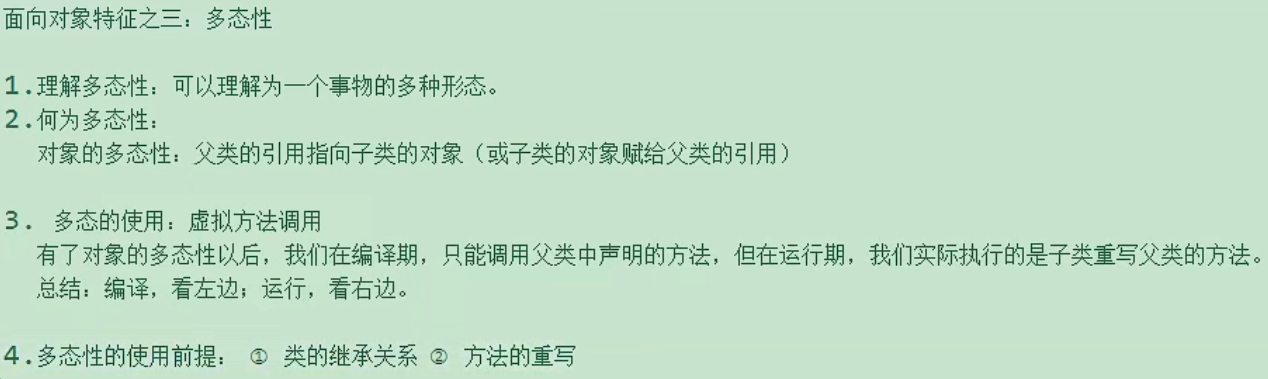 面向对象特征之三：多态性
1.理解多态性：可以理解为一个事物的多种形态。
2.何为多态性：
对象的多态性：父类的引用指向子类的对象（或子类的对象赋给父类的引用）
3. 多态的使用：虚拟方法调用
有了对象的多态性以后，我们在编译期，只能调用父类中声明的方法，但在运行期，我们实际执行的是子类重写父类的方法。
总结：编译，看左边；运行，看右边。
4.多态性的使用前提： ① 类的继承关系 ② 方法的重写